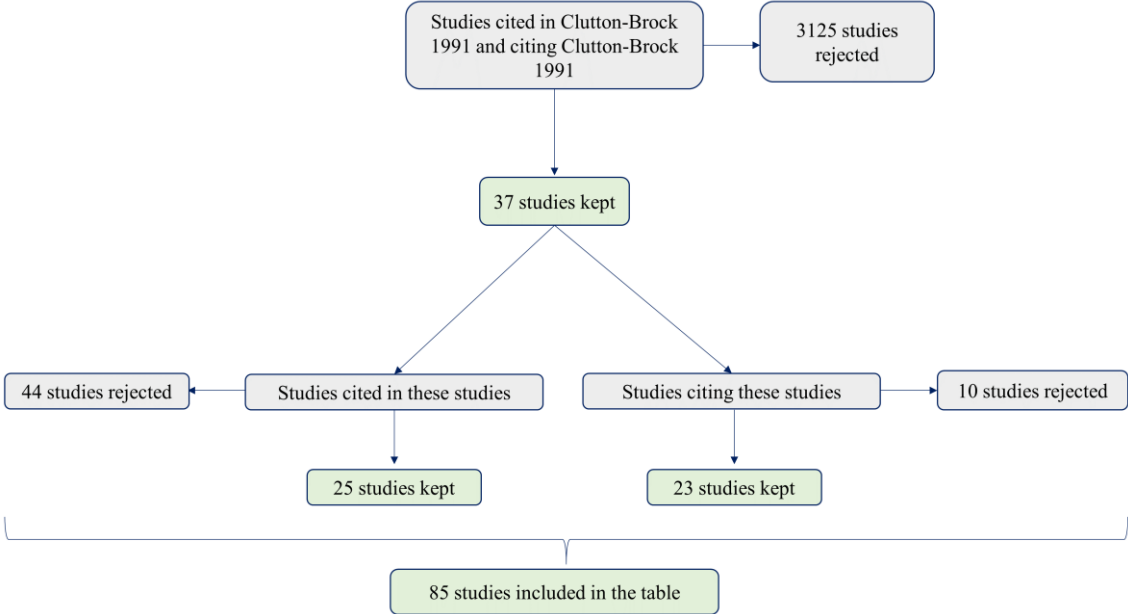 Studies cited in Clutton-Brock
1991 and citing Clutton-Brock
1991
3125 studies
rejected
37 studies kept
44 studies rejected
Studies cited in these studies
Studies citing these studies
10 studies rejected
25 studies kept
23 studies kept
85 studies included in the table